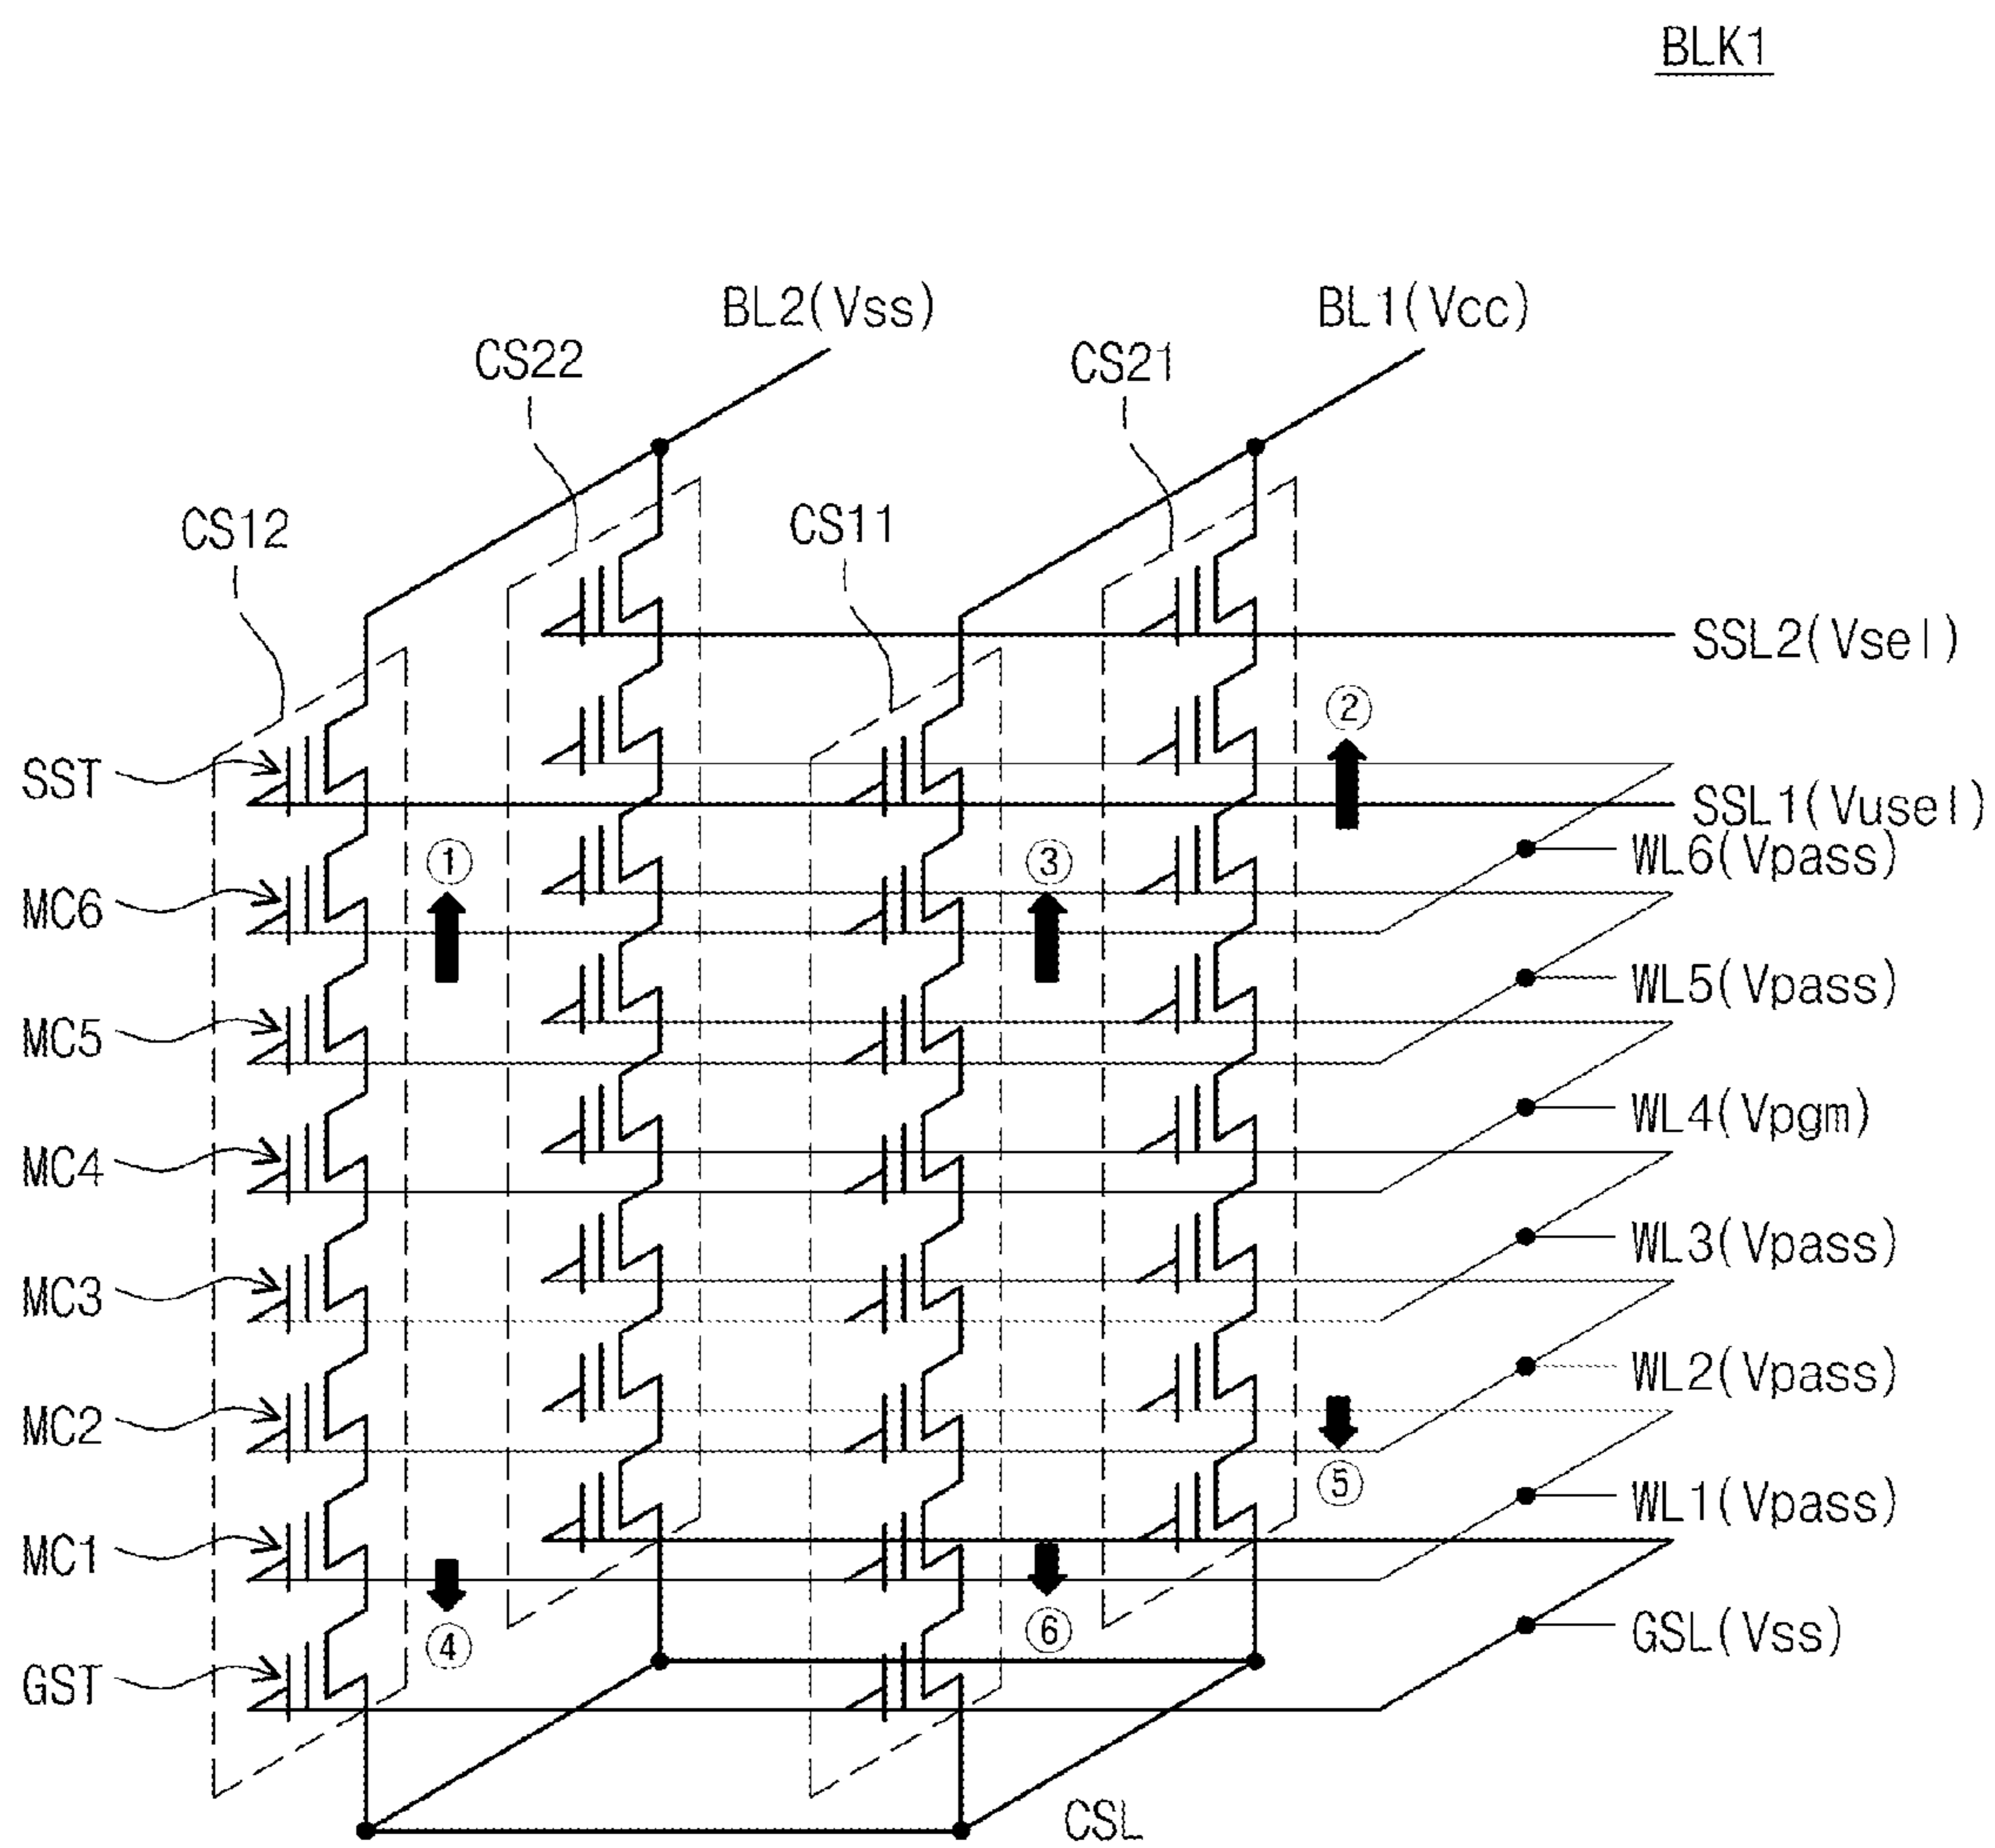 BLK1
BL2(Vss)
BL1(Vcc)
CS22
CS21
CS12
CS11
SSL2(Vsel)
②
SST
SSL1(Vusel)
①
③
WL6(Vpass)
MC6
WL5(Vpass)
MC5
WL4(Vpgm)
MC4
WL3(Vpass)
MC3
WL2(Vpass)
MC2
⑤
WL1(Vpass)
MC1
④
⑥
GSL(Vss)
GST
CSL